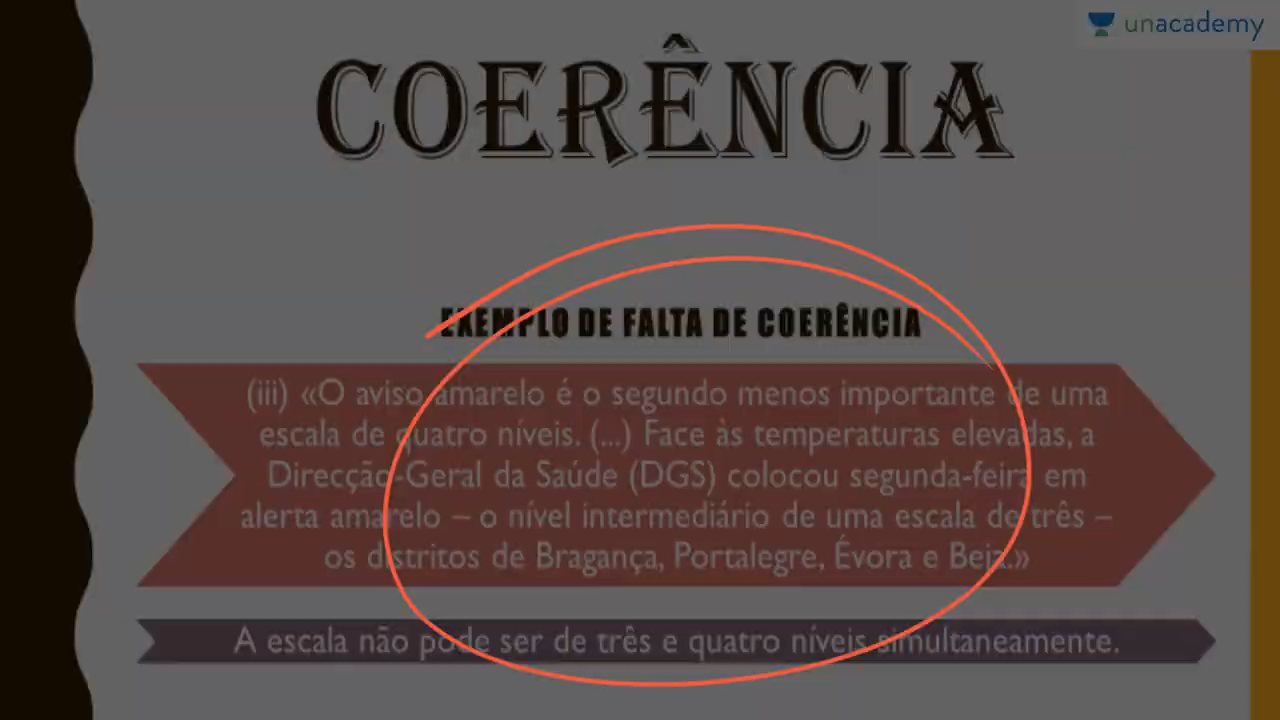 unacademy
COERÊNCIA
EXEMPLO DE FALTA DE COERÊNCIA
(iii) «O aviso amarelo é o segundo menos importante de uma
escala de quatro níveis. (...) Face às temperaturas elevadas, a
Direcção-Geral da Saúde (DGS) colocou segunda-feira em
alerta amarelo – o nível intermediário de uma escala de três –
os distritos de Bragança, Portalegre, Évora e Beja.»
A escala não pode ser de três e quatro níveis simultaneamente.